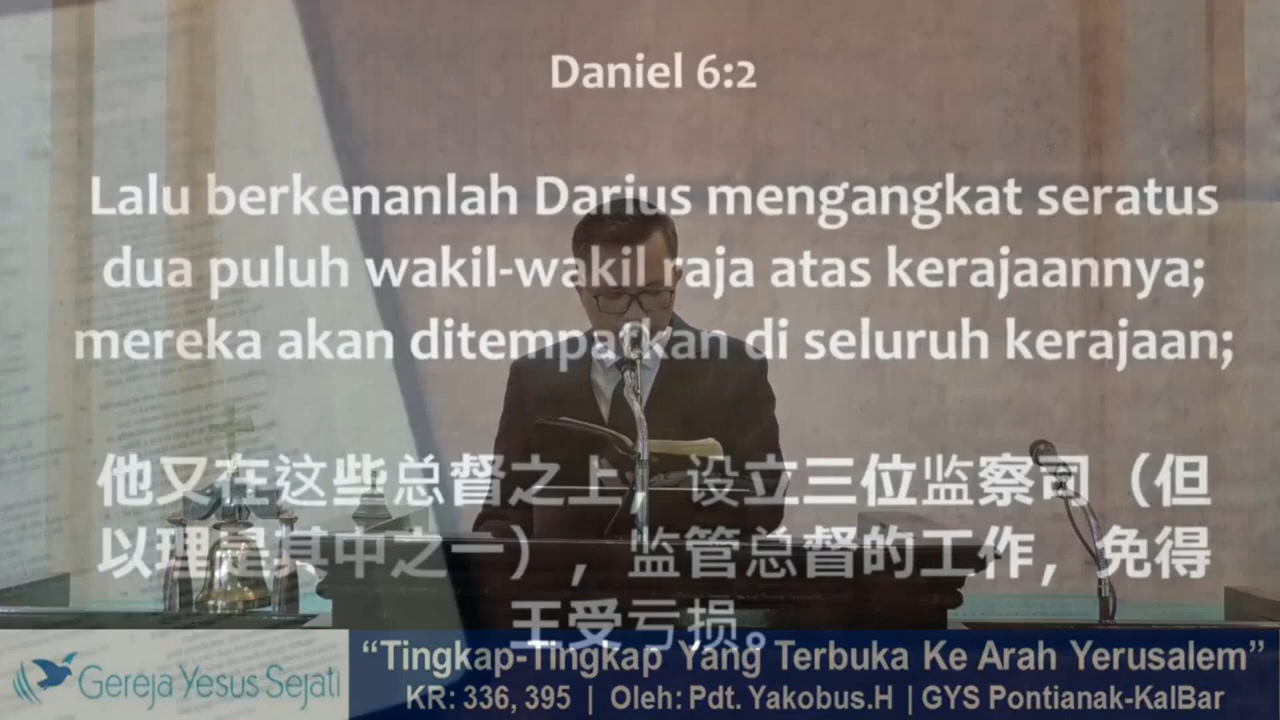 Daniel 6:2
Lalu berkenanlah Darius mengangkat seratus
dua puluh wakil-wakil raja atas kerajaannya;
mereka akan ditempatkan di seluruh kerajaan;
他又在这些总督之上，设立三位监察司（但
以理是其中之一），监管总督的工作，免得
王受亏损。
“Tingkap-Tingkap Yang Terbuka Ke Arah Yerusalem”
Gereja Yesus Sejati
KR: 336, 395 | Oleh: Pdt. Yakobus.H | GYS Pontianak-KalBar